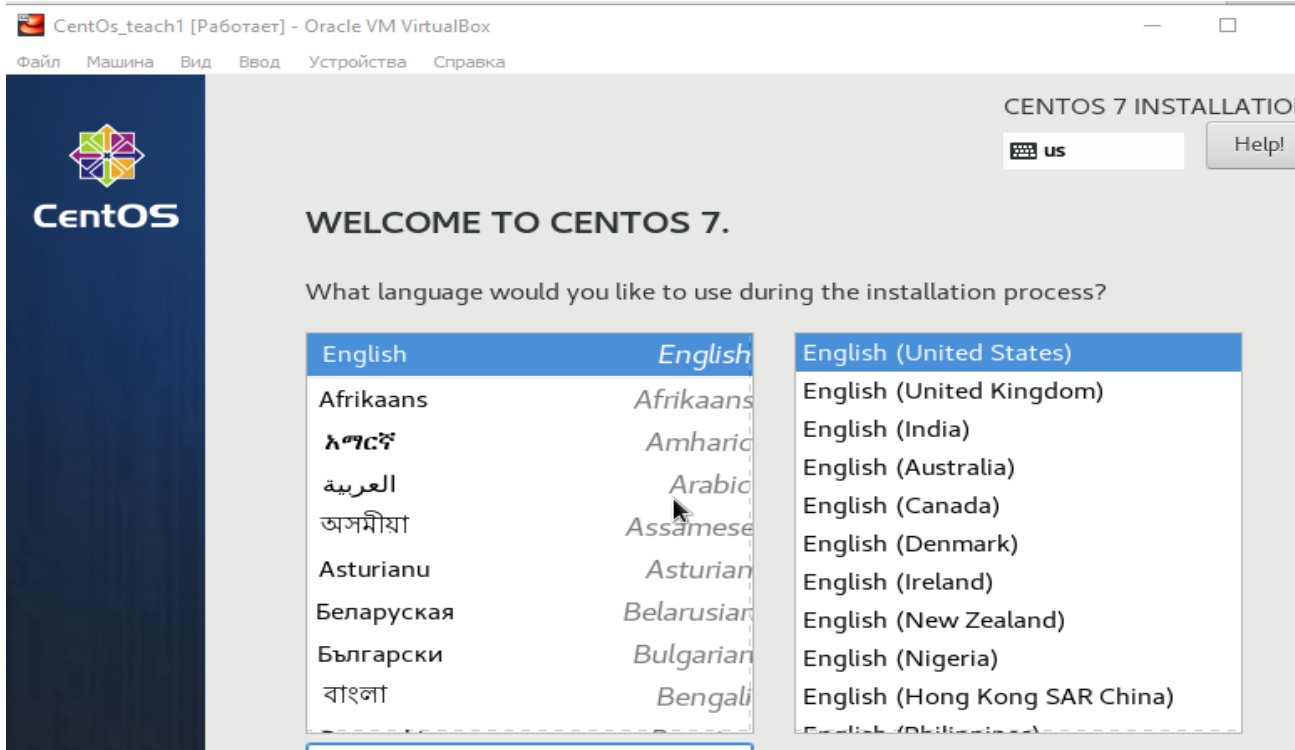 CentOs_teach1 [Работает] - Oracle VM VirtualBox
Файл Машина Вид Ввод Устройства Справка
CENTOS 7 INSTALLATIO
us Help!
CentOS
WELCOME TO CENTOS 7.
What language would you like to use during the installation process?
English English
Afrikaans Afrikaans
አማርኛ Amharic
العربية Arabic
অসমীয়া Assamese
Asturianu Asturian
Беларуская Belarusian
Български Bulgarian
বাংলা Bengali
English (United States)
English (United Kingdom)
English (India)
English (Australia)
English (Canada)
English (Denmark)
English (Ireland)
English (New Zealand)
English (Nigeria)
English (Hong Kong SAR China)
English (Philippines)